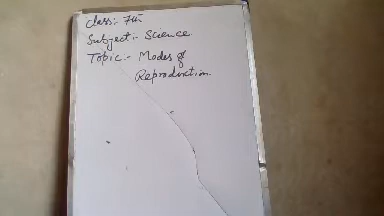 Class:- 7th
Subject:- Science
Topic:- Modes of
Reproduction.